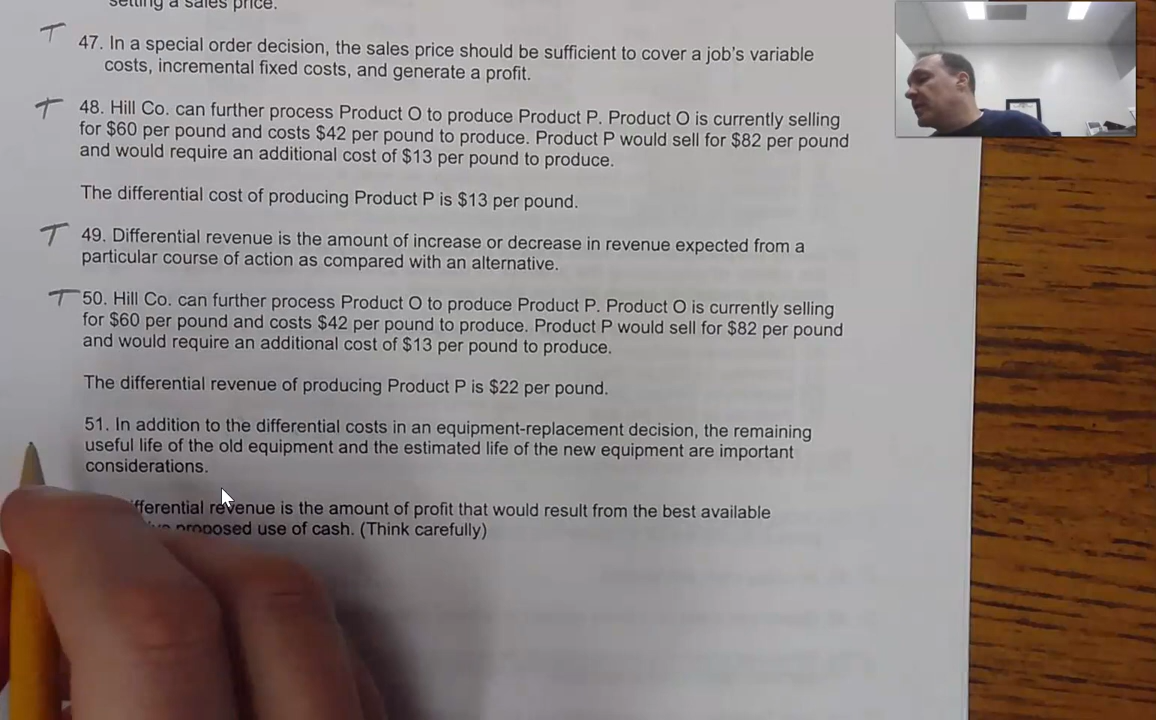 setting a sales price.
T 47. In a special order decision, the sales price should be sufficient to cover a job's variable
costs, incremental fixed costs, and generate a profit.
T 48. Hill Co. can further process Product O to produce Product P. Product O is currently selling
for $60 per pound and costs $42 per pound to produce. Product P would sell for $82 per pound
and would require an additional cost of $13 per pound to produce.
The differential cost of producing Product P is $13 per pound.
T 49. Differential revenue is the amount of increase or decrease in revenue expected from a
particular course of action as compared with an alternative.
T 50. Hill Co. can further process Product O to produce Product P. Product O is currently selling
for $60 per pound and costs $42 per pound to produce. Product P would sell for $82 per pound
and would require an additional cost of $13 per pound to produce.
The differential revenue of producing Product P is $22 per pound.
51. In addition to the differential costs in an equipment-replacement decision, the remaining
useful life of the old equipment and the estimated life of the new equipment are important
considerations.
fferential revenue is the amount of profit that would result from the best available
proposed use of cash. (Think carefully)